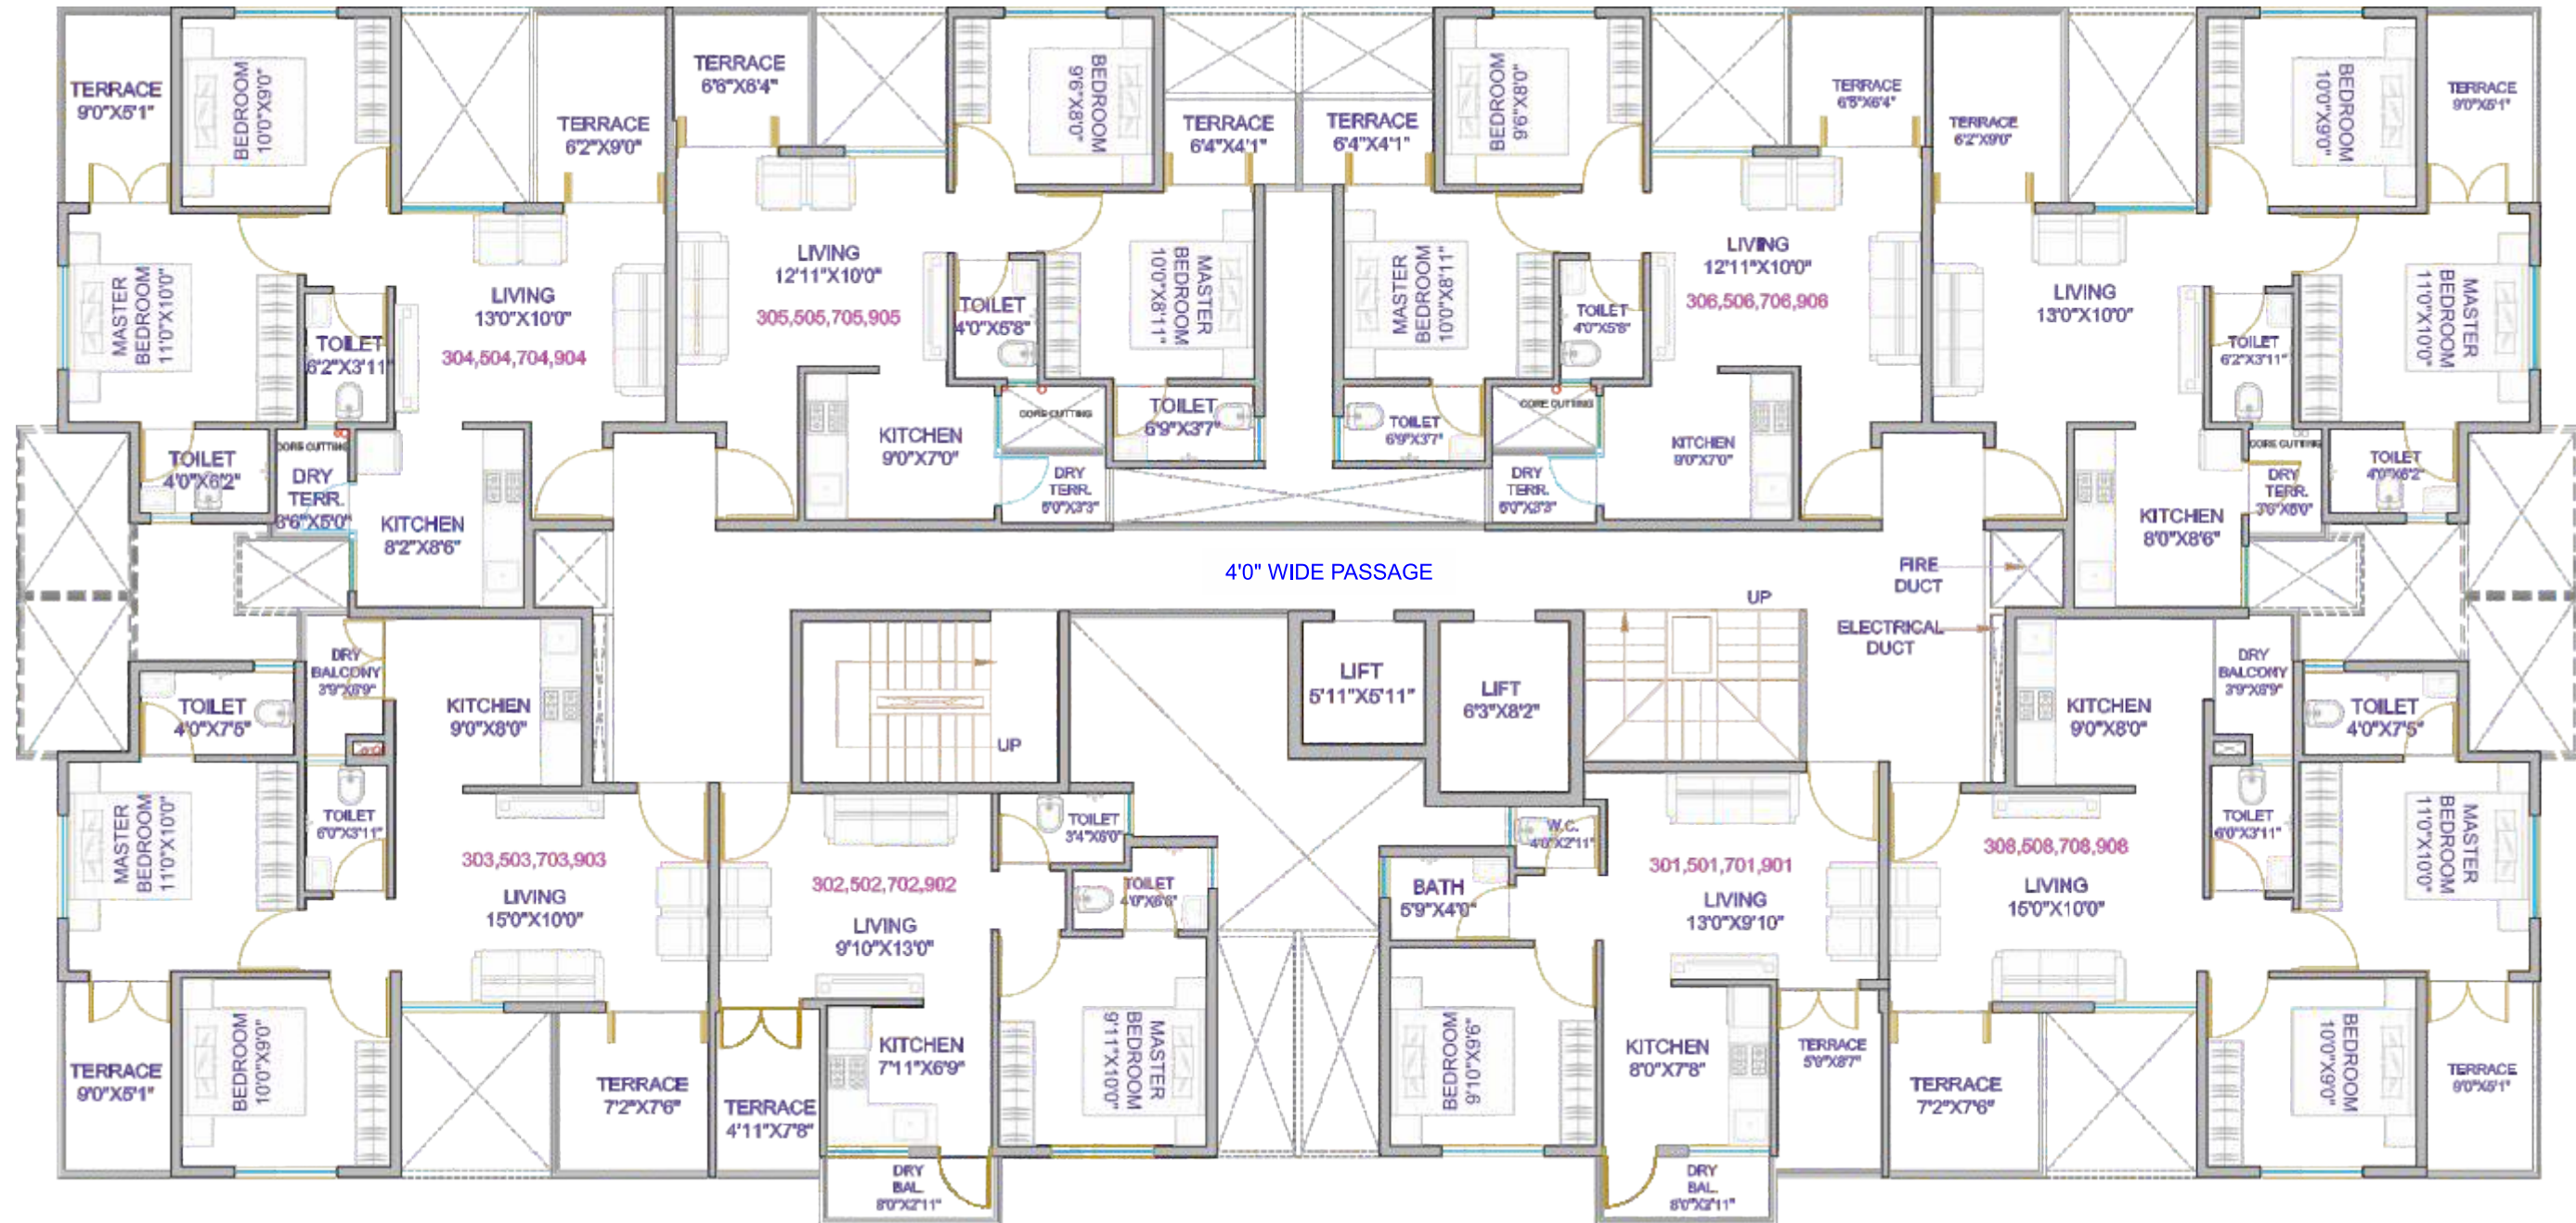 TERRACE
9'0"X5'1"
BEDROOM
10'0"X9'0"
TERRACE
6'2"X9'0"
TERRACE
6'6"X6'4"
BEDROOM
9'6"X8'0"
TERRACE
6'4"X4'1"
TERRACE
6'4"X4'1"
BEDROOM
9'6"X8'0"
TERRACE
TERRACE
6'2"X9'0"
BEDROOM
10'0"X9'0"
TERRACE
9'0"X5'1"
MASTER
BEDROOM
11'0"X10'0"
TOILET
6'2"X3'11"
LIVING
13'0"X10'0"
304,504,704,904
LIVING
12'11"X10'0"
305,505,705,905
TOILET
4'0"X5'8"
MASTER
BEDROOM
10'0"X8'11"
MASTER
BEDROOM
10'0"X8'11"
TOILET
4'0"X5'8"
LIVING
12'11"X10'0"
306,506,706,906
LIVING
13'0"X10'0"
TOILET
6'2"X3'11"
MASTER
BEDROOM
11'0"X10'0"
TOILET
4'0"X6'2"
CORE CUTTING
DRY
TERR.
3'6"X5'0"
KITCHEN
8'2"X8'6"
KITCHEN
9'0"X7'0"
CORE CUTTING
DRY
TERR.
5'0"X3'3"
TOILET
6'9"X3'7"
TOILET
6'9"X3'7"
CORE CUTTING
DRY
TERR.
5'0"X3'3"
KITCHEN
9'0"X7'0"
KITCHEN
8'0"X8'6"
CORE CUTTING
DRY
TERR.
3'6"X5'0"
TOILET
4'0"X6'2"
4'0" WIDE PASSAGE
FIRE
DUCT
ELECTRICAL
DUCT
UP
UP
LIFT
5'11"X5'11"
LIFT
6'3"X8'2"
TOILET
4'0"X7'5"
DRY
BALCONY
3'9"X6'9"
KITCHEN
9'0"X8'0"
KITCHEN
9'0"X8'0"
DRY
BALCONY
3'9"X6'9"
TOILET
4'0"X7'5"
MASTER
BEDROOM
11'0"X10'0"
TOILET
6'0"X3'11"
303,503,703,903
LIVING
15'0"X10'0"
302,502,702,902
LIVING
9'10"X13'0"
TOILET
3'4"X6'0"
TOILET
BATH
5'9"X4'0"
W.C.
4'0"X2'11"
301,501,701,901
LIVING
13'0"X9'10"
308,508,708,908
LIVING
15'0"X10'0"
TOILET
6'0"X3'11"
MASTER
BEDROOM
11'0"X10'0"
TERRACE
9'0"X5'1"
BEDROOM
10'0"X9'0"
TERRACE
7'2"X7'6"
TERRACE
4'11"X7'8"
KITCHEN
7'11"X6'9"
MASTER
BEDROOM
9'11"X10'0"
DRY
BAL.
8'0"X2'11"
BEDROOM
9'10"X9'6"
KITCHEN
8'0"X7'8"
DRY
BAL.
8'0"X2'11"
TERRACE
TERRACE
7'2"X7'6"
BEDROOM
10'0"X9'0"
TERRACE
9'0"X5'1"